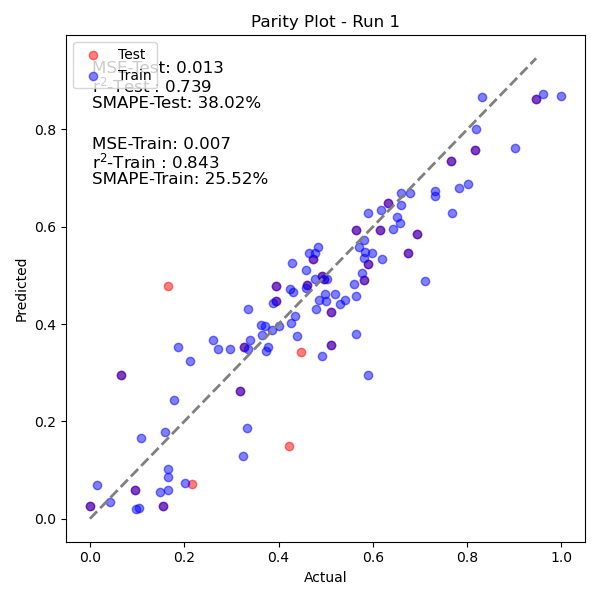 Parity Plot - Run 1
Test
Train
MSE-Test: 0.013
r²-Test : 0.739
SMAPE-Test: 38.02%
MSE-Train: 0.007
r²-Train : 0.843
SMAPE-Train: 25.52%
Predicted
0.8
0.6
0.4
0.2
0.0
0.0 0.2 0.4 0.6 0.8 1.0
Actual